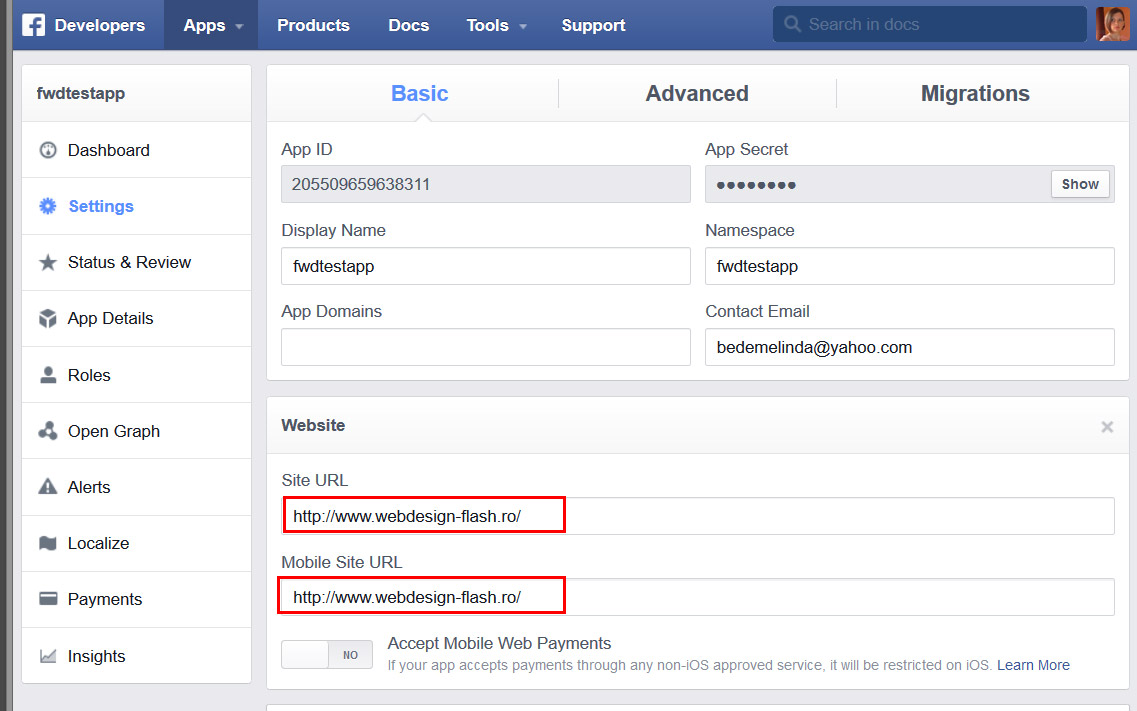 Developers Apps Products Docs Tools Support Search in docs
fwdtestapp
Dashboard
Settings
Status & Review
App Details
Roles
Open Graph
Alerts
Localize
Payments
Insights
Basic Advanced Migrations
App ID App Secret
205509659638311 ●●●●●●●● Show
Display Name Namespace
fwdtestapp fwdtestapp
App Domains Contact Email
bedemelinda@yahoo.com
Website
Site URL
http://www.webdesign-flash.ro/
Mobile Site URL
http://www.webdesign-flash.ro/
NO Accept Mobile Web Payments
If your app accepts payments through any non-iOS approved service, it will be restricted on iOS. Learn More